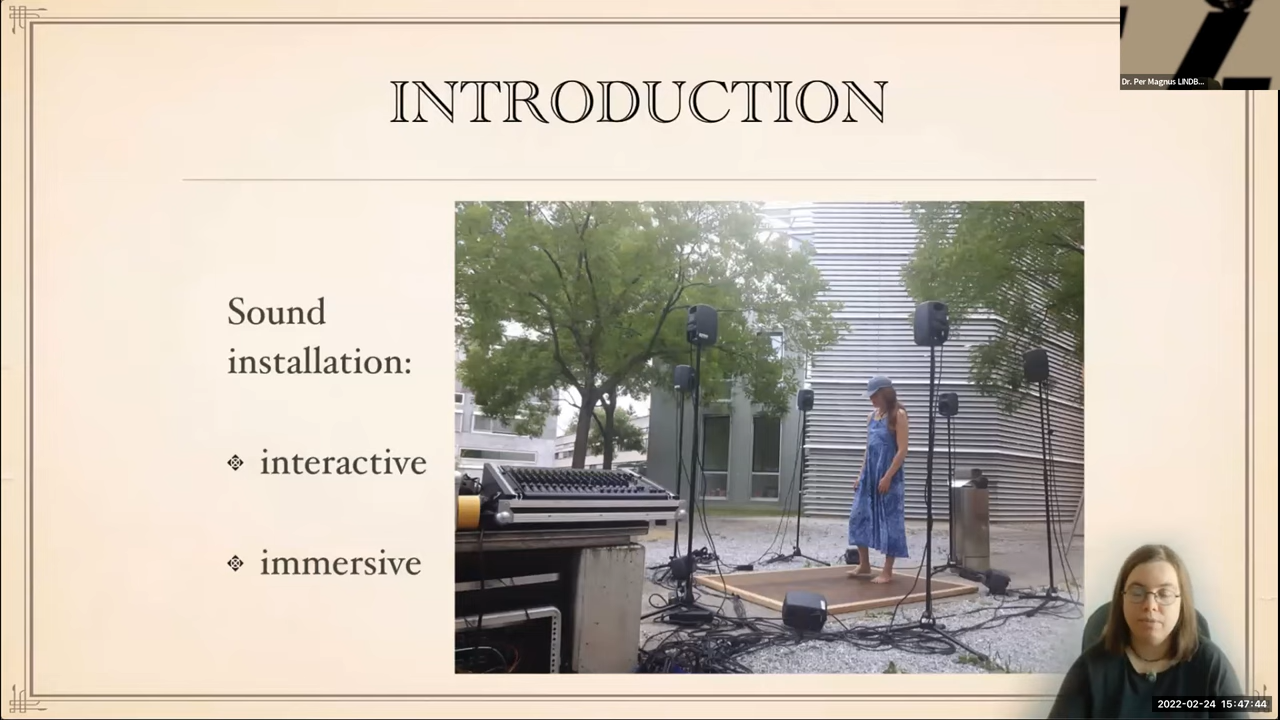 INTRODUCTION
Dr. Per Magnus LINDB...
Sound
installation:
interactive
immersive
2022-02-24 15:47:44